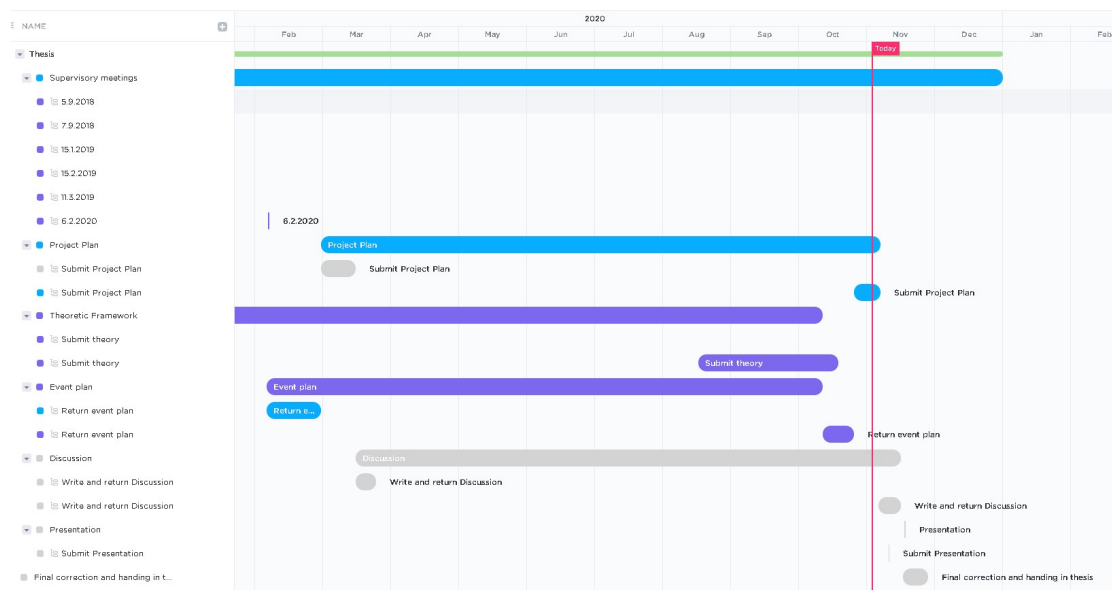 NAME
2020
Feb Mar Apr May Jun Jul Aug Sep Oct Nov Dec Jan Feb
Today
Thesis
Supervisory meetings
5.9.2018
7.9.2018
15.1.2019
15.2.2019
11.3.2019
6.2.2020 6.2.2020
Project Plan Project Plan
Submit Project Plan Submit Project Plan
Submit Project Plan Submit Project Plan
Theoretic Framework
Submit theory
Submit theory Submit theory
Event plan Event plan
Return event plan Return e...
Return event plan Return event plan
Discussion Discussion
Write and return Discussion Write and return Discussion
Write and return Discussion Write and return Discussion
Presentation Presentation
Submit Presentation Submit Presentation
Final correction and handing in t... Final correction and handing in thesis